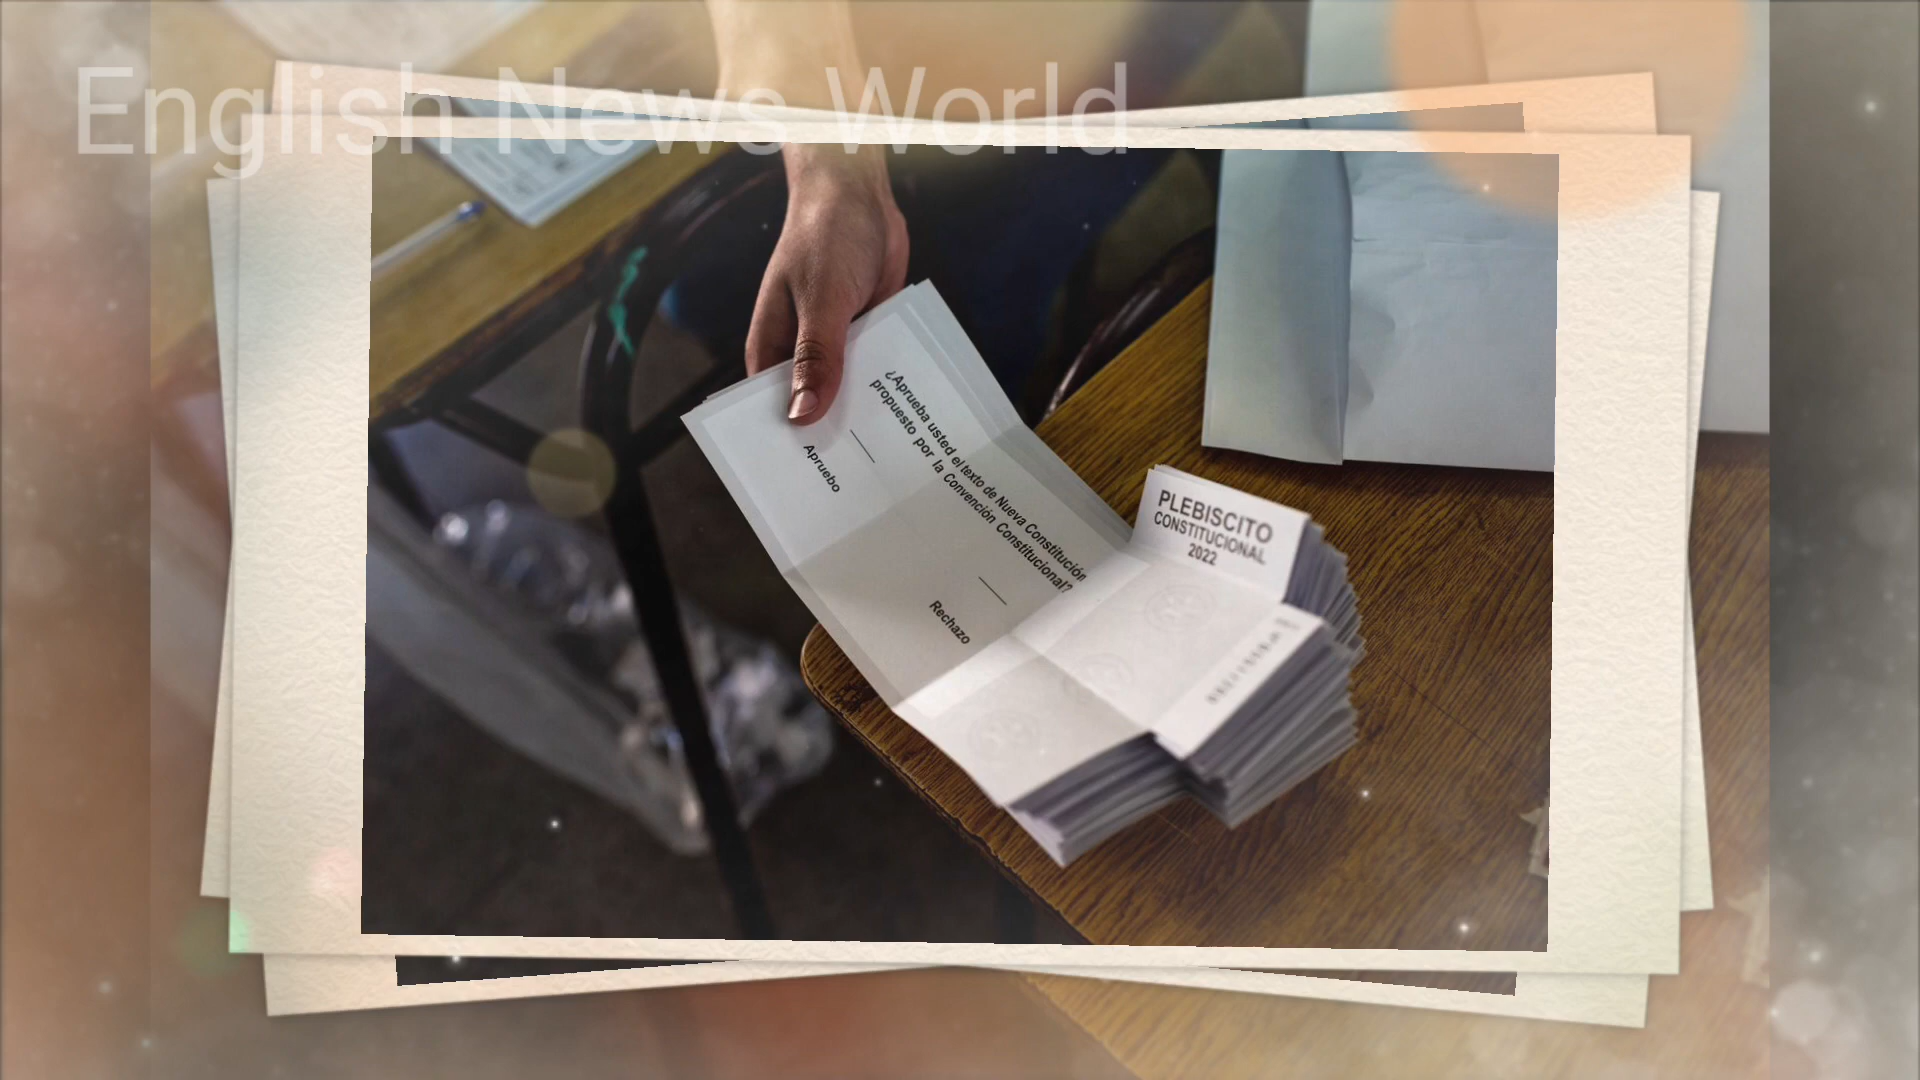 English News World
¿Aprueba usted el texto de Nueva Constitución
propuesto por la Convención Constitucional?
Apruebo
Rechazo
PLEBISCITO
CONSTITUCIONAL
2022